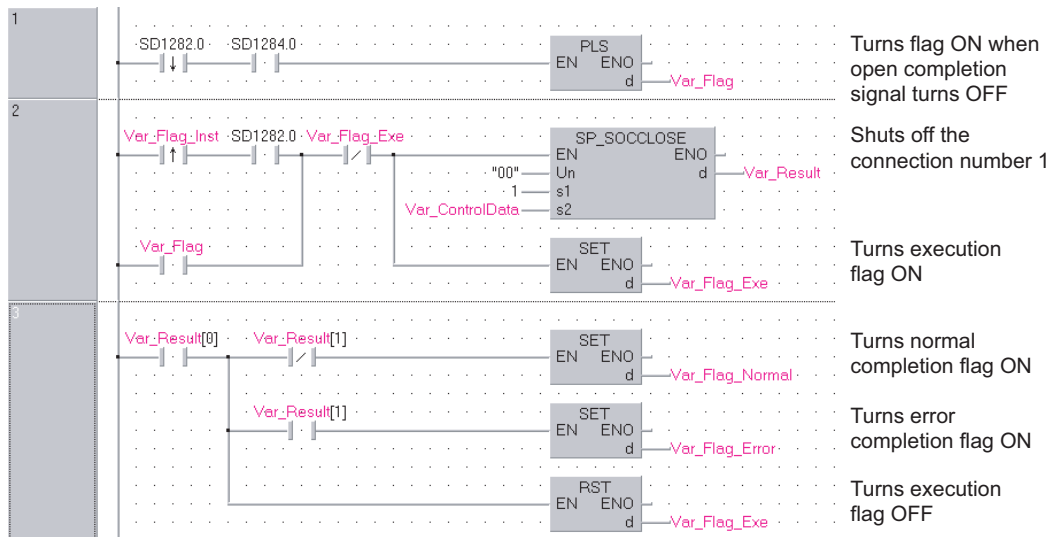 1
SD1282.0 SD1284.0
PLS
EN ENO
d Var_Flag
Turns flag ON when
open completion
signal turns OFF
2
Var_Flag_Inst SD1282.0 Var_Flag_Exe
SP_SOCCLOSE
EN ENO
"00" Un d Var_Result
1 s1
Var_ControlData s2
Shuts off the
connection number 1
Var_Flag
SET
EN ENO
d Var_Flag_Exe
Turns execution
flag ON
3
Var_Result[0] Var_Result[1]
SET
EN ENO
d Var_Flag_Normal
Turns normal
completion flag ON
Var_Result[1]
SET
EN ENO
d Var_Flag_Error
Turns error
completion flag ON
RST
EN ENO
d Var_Flag_Exe
Turns execution
flag OFF